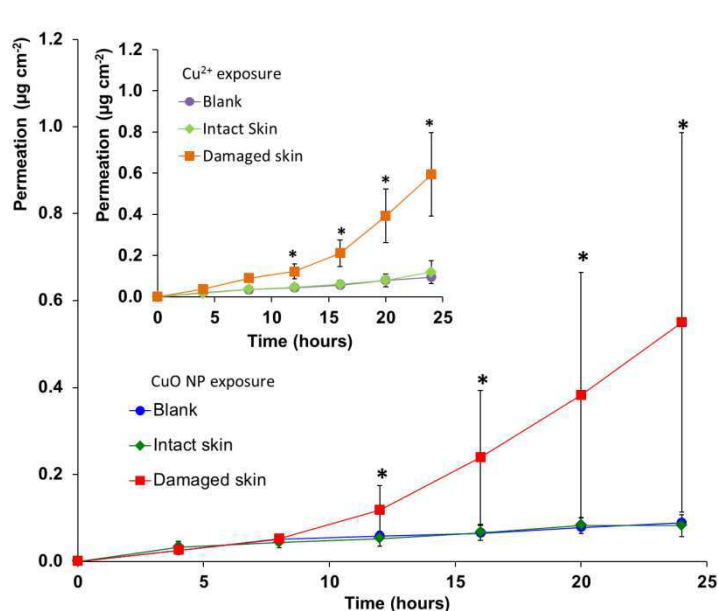 1.2
1.0
0.8
0.6
0.4
0.2
0.0
Permeation (µg cm-2)
0
5
10
15
20
25
Time (hours)
1.2
1.0
0.8
0.6
0.4
0.2
0.0
Permeation (µg cm-2)
Cu2+ exposure
Blank
Intact Skin
Damaged skin
*
*
*
*
0
5
10
15
20
25
Time (hours)
CuO NP exposure
Blank
Intact skin
Damaged skin
*
*
*
*